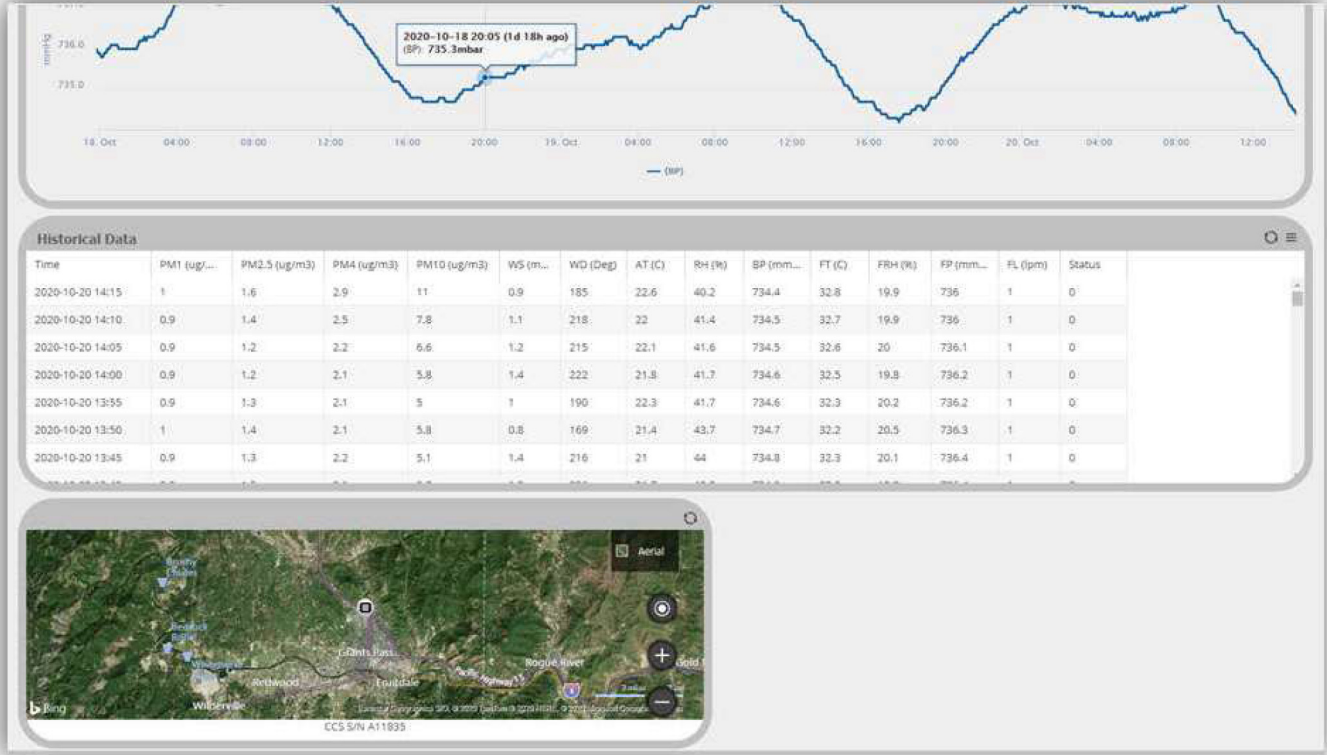 mmHg
736.0
735.0
2020-10-18 20:05 (1d 18h ago)
(BP): 735.3mbar
18. Oct 04:00 08:00 12:00 16:00 20:00 19. Oct 04:00 08:00 12:00 16:00 20:00 20. Oct 04:00 08:00 12:00
(BP)
Historical Data
Time PM1 (ug/... PM2.5 (ug/m3) PM4 (ug/m3) PM10 (ug/m3) WS (m... WD (Deg) AT (C) RH (%) BP (mm... FT (C) FRH (%) FP (mm... FL (lpm) Status
2020-10-20 14:15 1 1.6 2.9 11 0.9 185 22.6 40.2 734.4 32.8 19.9 736 1 0
2020-10-20 14:10 0.9 1.4 2.5 7.8 1.1 218 22 41.4 734.5 32.7 19.9 736 1 0
2020-10-20 14:05 0.9 1.2 2.2 6.6 1.2 215 22.1 41.6 734.5 32.6 20 736.1 1 0
2020-10-20 14:00 0.9 1.2 2.1 5.8 1.4 222 21.8 41.7 734.6 32.5 19.8 736.2 1 0
2020-10-20 13:55 0.9 1.3 2.1 5 1 190 22.3 41.7 734.6 32.3 20.2 736.2 1 0
2020-10-20 13:50 1 1.4 2.1 5.8 0.8 169 21.4 43.7 734.7 32.2 20.5 736.3 1 0
2020-10-20 13:45 0.9 1.3 2.2 5.1 1.4 216 21 44 734.8 32.3 20.1 736.4 1 0
Aerial
Brushy
Bedrock
Grants Pass
Rogue River
Gold
Redwood
Fruitdale
Pacific Highway
Wilderville
Bing
CCS S/N A11835